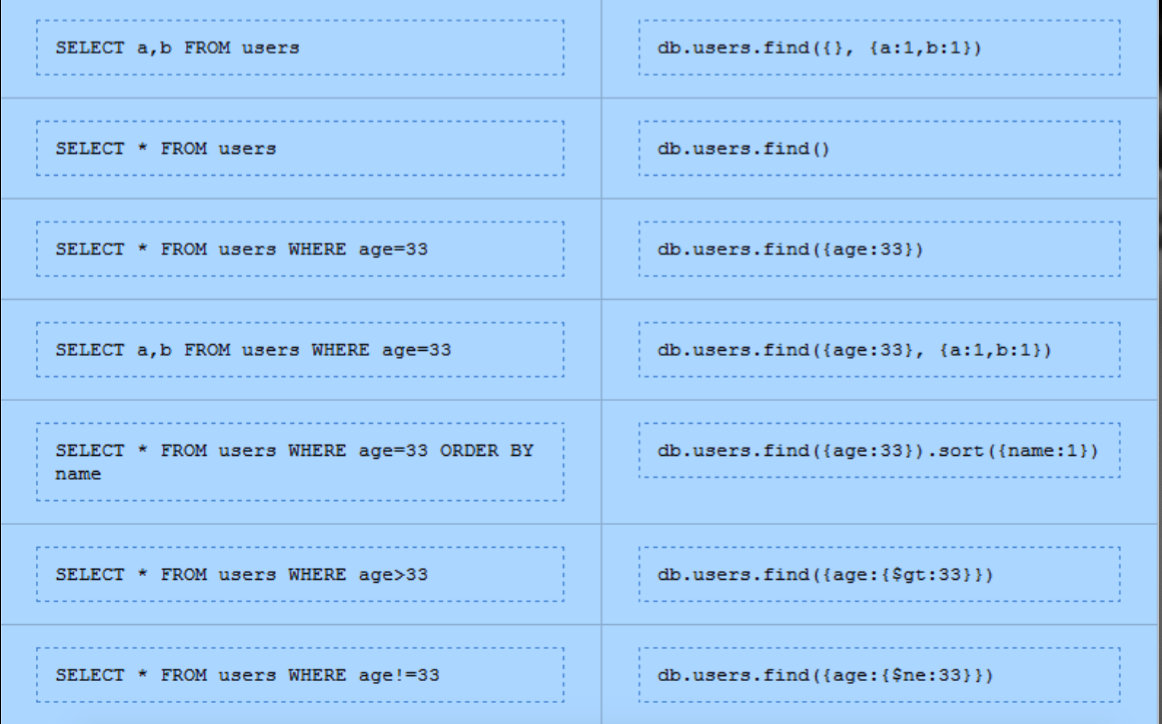 SELECT a,b FROM users
db.users.find({}, {a:1,b:1})
SELECT * FROM users
db.users.find()
SELECT * FROM users WHERE age=33
db.users.find({age:33})
SELECT a,b FROM users WHERE age=33
db.users.find({age:33}, {a:1,b:1})
SELECT * FROM users WHERE age=33 ORDER BY
name
db.users.find({age:33}).sort({name:1})
SELECT * FROM users WHERE age>33
db.users.find({age:{$gt:33}})
SELECT * FROM users WHERE age!=33
db.users.find({age:{$ne:33}})